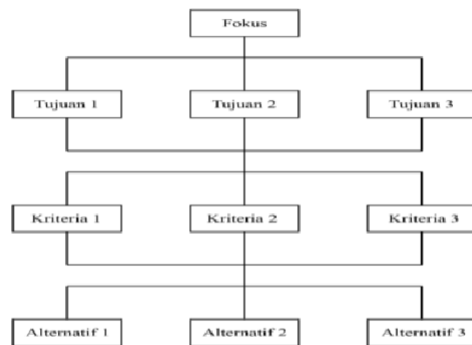 Fokus
Tujuan 1
Tujuan 2
Tujuan 3
Kriteria 1
Kriteria 2
Kriteria 3
Alternatif 1
Alternatif 2
Alternatif 3